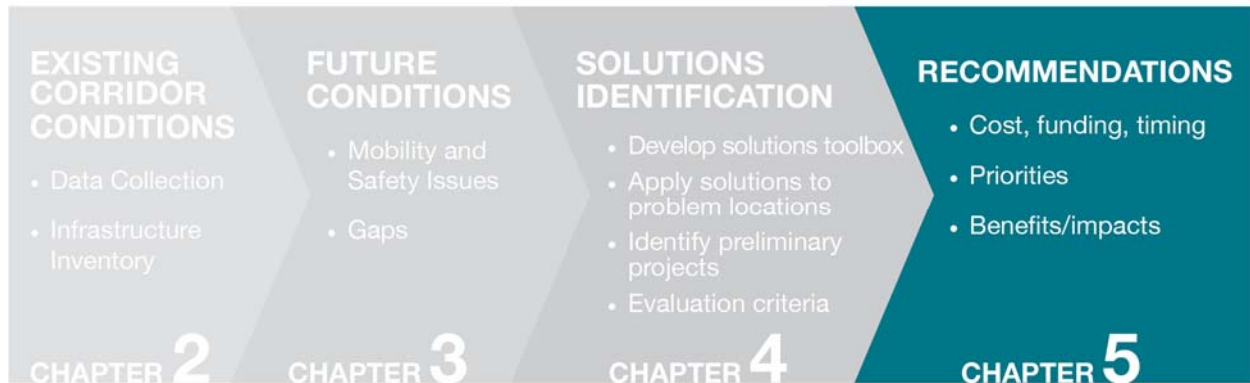 EXISTING
CORRIDOR
CONDITIONS
• Data Collection
• Infrastructure
Inventory
CHAPTER 2
FUTURE
CONDITIONS
• Mobility and
Safety Issues
• Gaps
CHAPTER 3
SOLUTIONS
IDENTIFICATION
• Develop solutions toolbox
• Apply solutions to
problem locations
• Identify preliminary
projects
• Evaluation criteria
CHAPTER 4
RECOMMENDATIONS
• Cost, funding, timing
• Priorities
• Benefits/impacts
CHAPTER 5